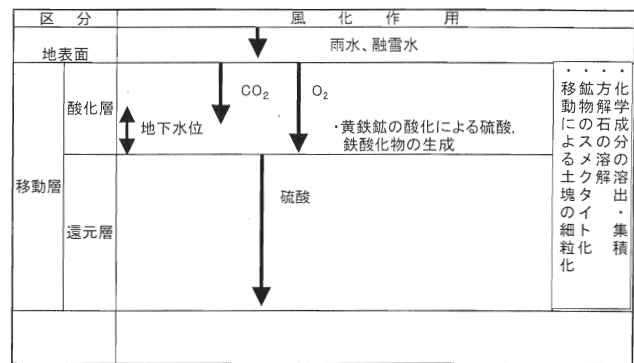 区分
風化作用
地表面
雨水、融雪水
移動層
酸化層
CO₂
O₂
地下水位
・黄鉄鉱の酸化による硫酸,
鉄酸化物の生成
還元層
硫酸
・化学成分の溶出・集積
・方解石の溶解
・鉱物のスメクタイト化
・移動による土塊の細粒化